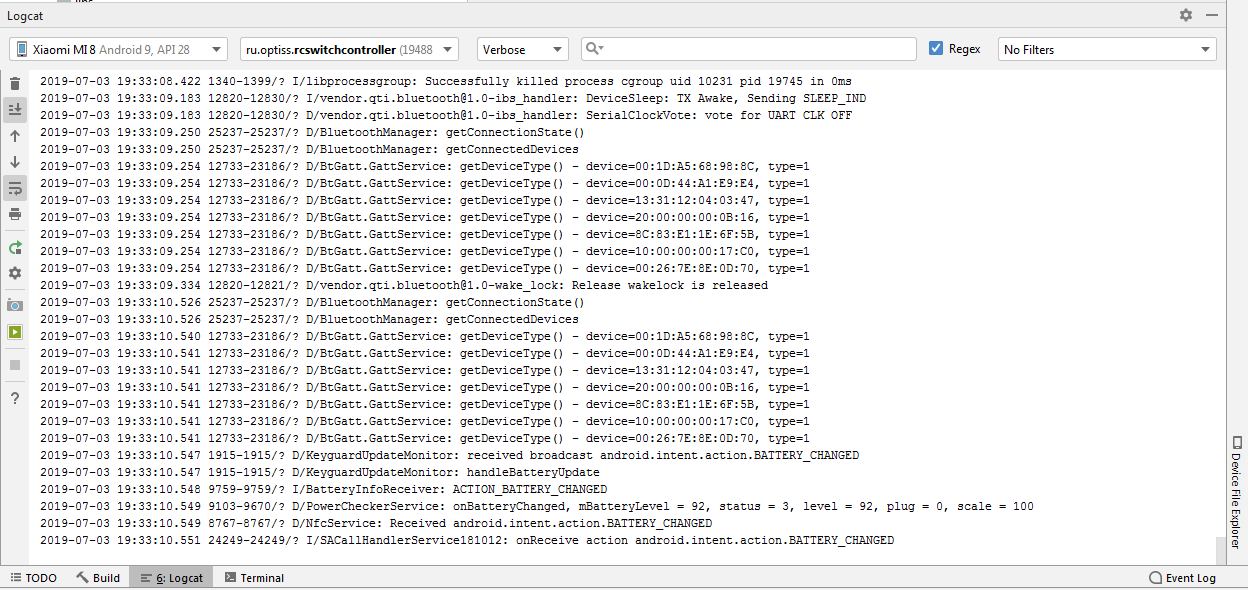 Logcat
Xiaomi MI 8 Android 9, API 28 ru.optiss.rcswitchcontroller (19488 Verbose Regex No Filters
2019-07-03 19:33:08.422 1340-1399/? I/libprocessgroup: Successfully killed process cgroup uid 10231 pid 19745 in 0ms
2019-07-03 19:33:09.183 12820-12830/? I/vendor.qti.bluetooth@1.0-ibs_handler: DeviceSleep: TX Awake, Sending SLEEP_IND
2019-07-03 19:33:09.183 12820-12830/? D/vendor.qti.bluetooth@1.0-ibs_handler: SerialClockVote: vote for UART CLK OFF
2019-07-03 19:33:09.250 25237-25237/? D/BluetoothManager: getConnectionState()
2019-07-03 19:33:09.250 25237-25237/? D/BluetoothManager: getConnectedDevices
2019-07-03 19:33:09.254 12733-23186/? D/BtGatt.GattService: getDeviceType() - device=00:1D:A5:68:98:8C, type=1
2019-07-03 19:33:09.254 12733-23186/? D/BtGatt.GattService: getDeviceType() - device=00:0D:44:A1:E9:E4, type=1
2019-07-03 19:33:09.254 12733-23186/? D/BtGatt.GattService: getDeviceType() - device=13:31:12:04:03:47, type=1
2019-07-03 19:33:09.254 12733-23186/? D/BtGatt.GattService: getDeviceType() - device=20:00:00:00:0B:16, type=1
2019-07-03 19:33:09.254 12733-23186/? D/BtGatt.GattService: getDeviceType() - device=8C:83:E1:1E:6F:5B, type=1
2019-07-03 19:33:09.254 12733-23186/? D/BtGatt.GattService: getDeviceType() - device=10:00:00:00:17:C0, type=1
2019-07-03 19:33:09.254 12733-23186/? D/BtGatt.GattService: getDeviceType() - device=00:26:7E:8E:0D:70, type=1
2019-07-03 19:33:09.334 12820-12821/? D/vendor.qti.bluetooth@1.0-wake_lock: Release wakelock is released
2019-07-03 19:33:10.526 25237-25237/? D/BluetoothManager: getConnectionState()
2019-07-03 19:33:10.526 25237-25237/? D/BluetoothManager: getConnectedDevices
2019-07-03 19:33:10.540 12733-23186/? D/BtGatt.GattService: getDeviceType() - device=00:1D:A5:68:98:8C, type=1
2019-07-03 19:33:10.541 12733-23186/? D/BtGatt.GattService: getDeviceType() - device=00:0D:44:A1:E9:E4, type=1
2019-07-03 19:33:10.541 12733-23186/? D/BtGatt.GattService: getDeviceType() - device=13:31:12:04:03:47, type=1
2019-07-03 19:33:10.541 12733-23186/? D/BtGatt.GattService: getDeviceType() - device=20:00:00:00:0B:16, type=1
2019-07-03 19:33:10.541 12733-23186/? D/BtGatt.GattService: getDeviceType() - device=8C:83:E1:1E:6F:5B, type=1
2019-07-03 19:33:10.541 12733-23186/? D/BtGatt.GattService: getDeviceType() - device=10:00:00:00:17:C0, type=1
2019-07-03 19:33:10.541 12733-23186/? D/BtGatt.GattService: getDeviceType() - device=00:26:7E:8E:0D:70, type=1
2019-07-03 19:33:10.547 1915-1915/? D/KeyguardUpdateMonitor: received broadcast android.intent.action.BATTERY_CHANGED
2019-07-03 19:33:10.547 1915-1915/? D/KeyguardUpdateMonitor: handleBatteryUpdate
2019-07-03 19:33:10.548 9759-9759/? I/BatteryInfoReceiver: ACTION_BATTERY_CHANGED
2019-07-03 19:33:10.549 9103-9670/? D/PowerCheckerService: onBatteryChanged, mBatteryLevel = 92, status = 3, level = 92, plug = 0, scale = 100
2019-07-03 19:33:10.549 8767-8767/? D/NfcService: Received android.intent.action.BATTERY_CHANGED
2019-07-03 19:33:10.551 24249-24249/? I/SACallHandlerService181012: onReceive action android.intent.action.BATTERY_CHANGED
Device File Explorer
TODO Build 6: Logcat Terminal Event Log